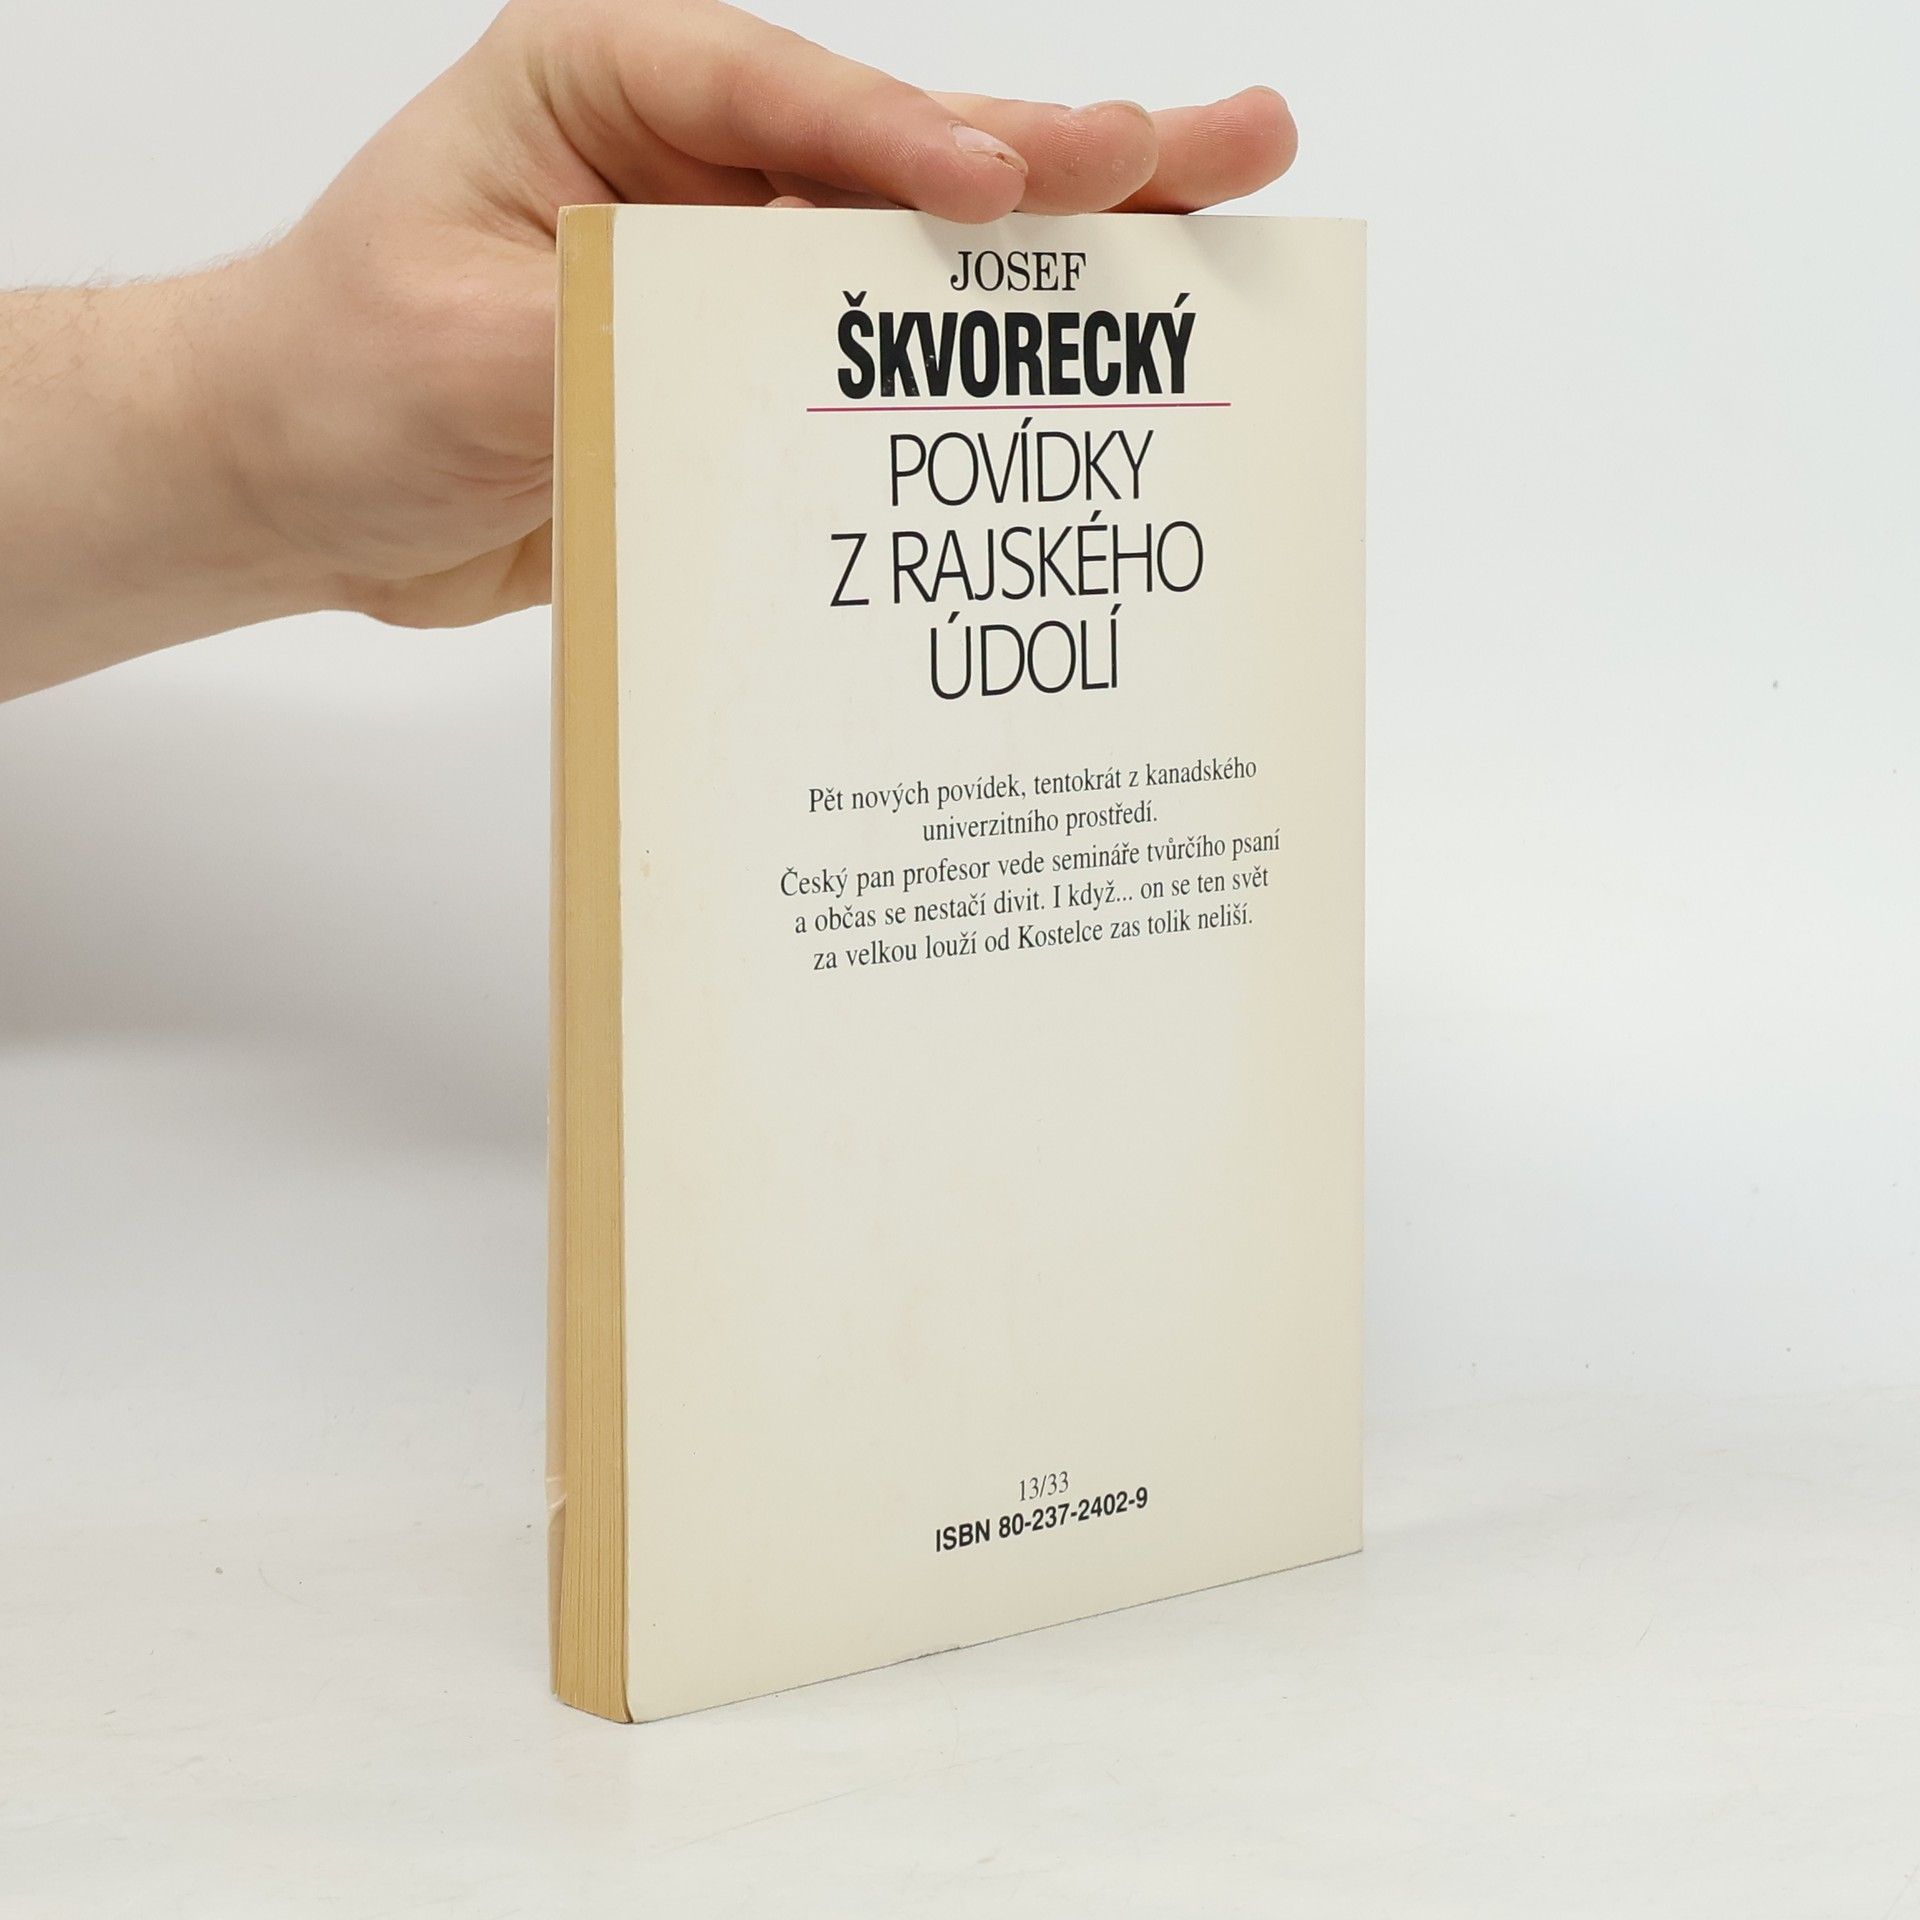 JOSEF
ŠKVORECKÝ
POVÍDKY
Z RAJSKÉHO
ÚDOLÍ
Pět nových povídek, tentokrát z kanadského
univerzitního prostředí.
Český pan profesor vede semináře tvůrčího psaní
a občas se nestačí divit. I když... on se ten svět
za velkou louží od Kostelce zas tolik neliší.
13/33
ISBN 80-237-2402-9